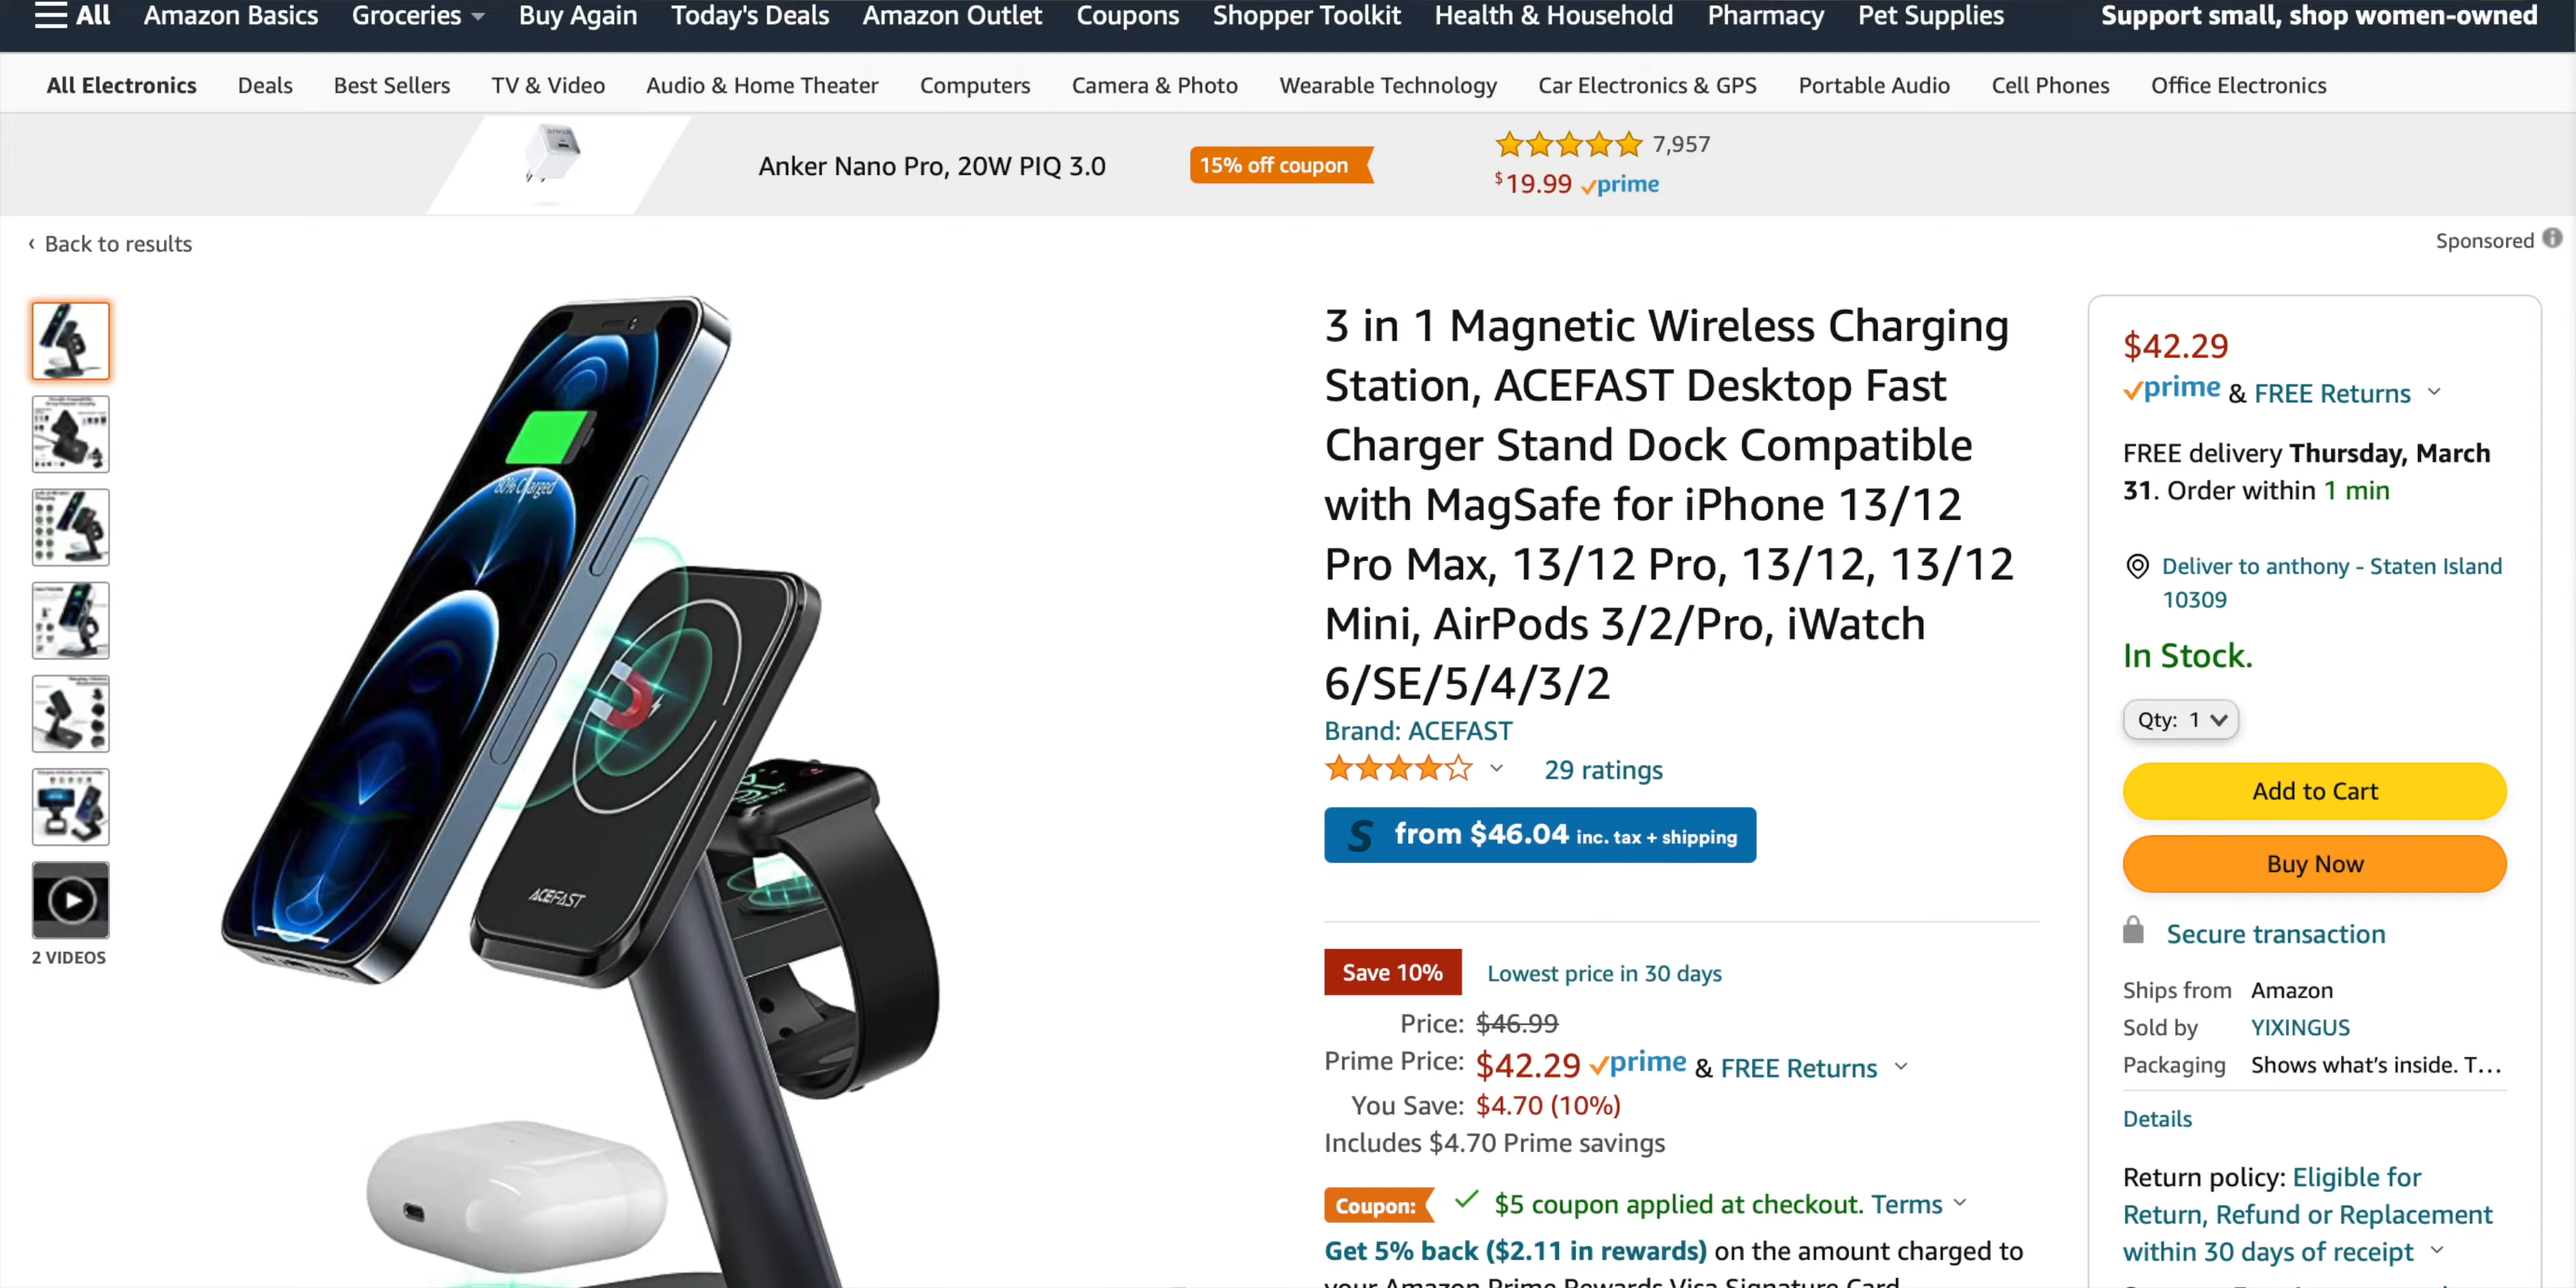 All Amazon Basics Groceries Buy Again Today's Deals Amazon Outlet Coupons Shopper Toolkit Health & Household Pharmacy Pet Supplies Support small, shop women-owned
All Electronics Deals Best Sellers TV & Video Audio & Home Theater Computers Camera & Photo Wearable Technology Car Electronics & GPS Portable Audio Cell Phones Office Electronics
Anker Nano Pro, 20W PIQ 3.0
15% off coupon
7,957
$19.99 prime
‹ Back to results
Sponsored
80% Charged
ACEFAST
2 VIDEOS
3 in 1 Magnetic Wireless Charging
Station, ACEFAST Desktop Fast
Charger Stand Dock Compatible
with MagSafe for iPhone 13/12
Pro Max, 13/12 Pro, 13/12, 13/12
Mini, AirPods 3/2/Pro, iWatch
6/SE/5/4/3/2
Brand: ACEFAST
29 ratings
S from $46.04 inc. tax + shipping
Save 10% Lowest price in 30 days
Price: $46.99
Prime Price: $42.29 prime & FREE Returns
You Save: $4.70 (10%)
Includes $4.70 Prime savings
Coupon: $5 coupon applied at checkout. Terms
Get 5% back ($2.11 in rewards) on the amount charged to
your Amazon Prime Rewards Visa Signature Card
$42.29
prime & FREE Returns
FREE delivery Thursday, March
31. Order within 1 min
Deliver to anthony - Staten Island
10309
In Stock.
Qty: 1
Add to Cart
Buy Now
Secure transaction
Ships from Amazon
Sold by YIXINGUS
Packaging Shows what's inside. T...
Details
Return policy: Eligible for
Return, Refund or Replacement
within 30 days of receipt